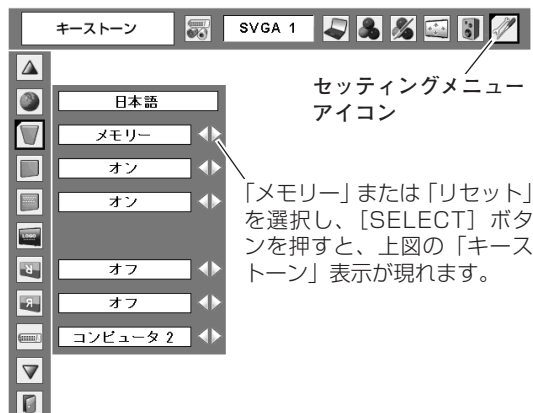 キーストーン
SVGA 1
セッティングメニュー
アイコン
日本語
メモリー
オン
オン
オフ
オフ
コンピュータ 2
「メモリー」または「リセット」
を選択し、[SELECT] ボタ
ンを押すと、上図の「キース
トーン」表示が現れます。
LOGO
R
R